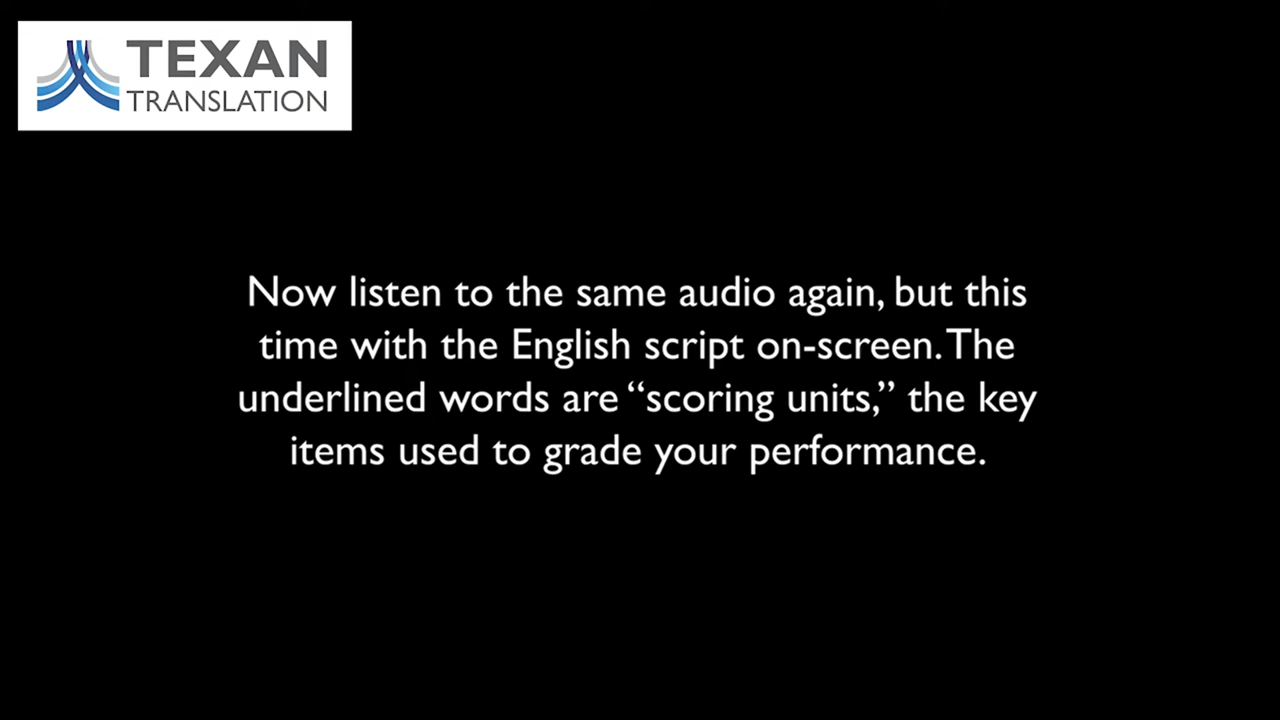 TEXAN
TRANSLATION
Now listen to the same audio again, but this
time with the English script on-screen. The
underlined words are “scoring units,” the key
items used to grade your performance.